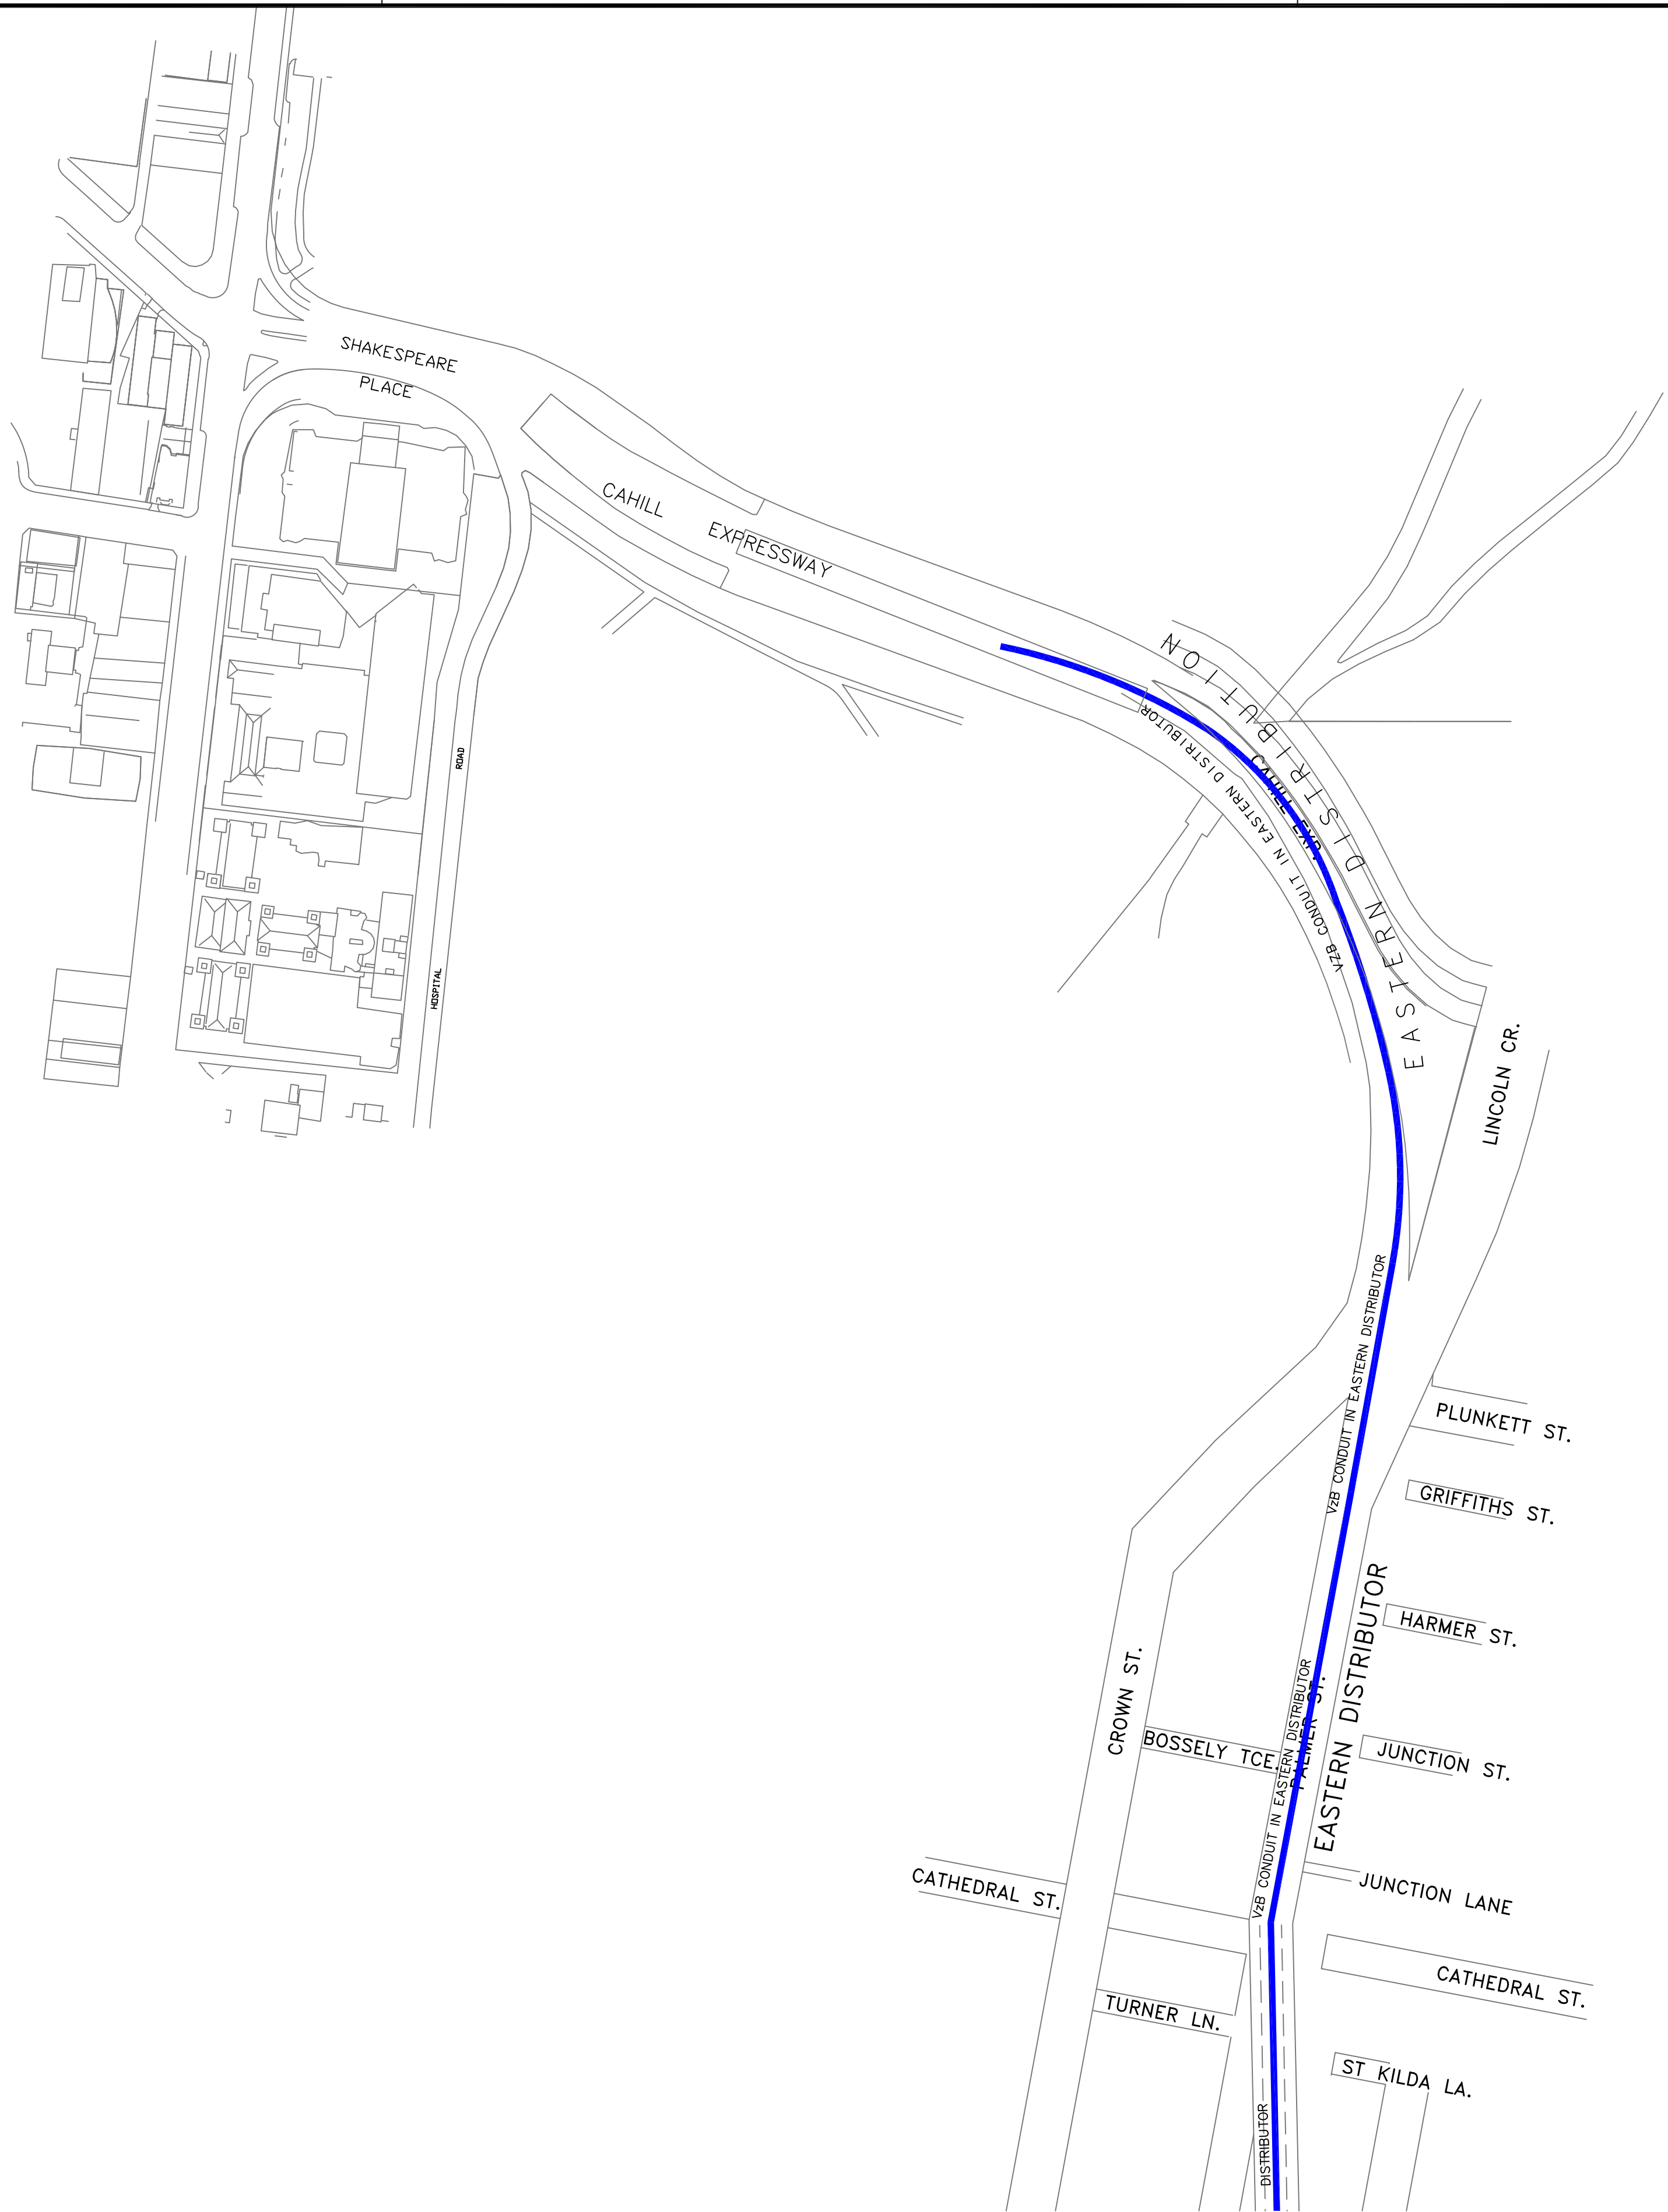 SHAKESPEARE
PLACE
CAHILL EXPRESSWAY
EASTERN DISTRIBUTION
CAHILL EXP.
VZB CONDUIT IN EASTERN DISTRIBUTOR
ROAD
HOSPITAL
LINCOLN CR.
VzB CONDUIT IN EASTERN DISTRIBUTOR
PLUNKETT ST.
GRIFFITHS ST.
EASTERN DISTRIBUTOR
HARMER ST.
CROWN ST.
VzB CONDUIT IN EASTERN DISTRIBUTOR
PALMER ST.
BOSSELY TCE.
JUNCTION ST.
CATHEDRAL ST.
JUNCTION LANE
CATHEDRAL ST.
TURNER LN.
ST KILDA LA.
DISTRIBUTOR